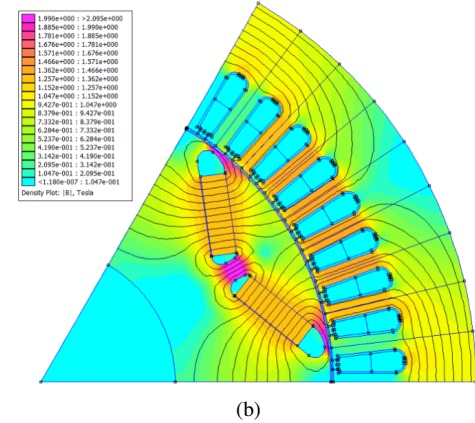 1.990e+000 : >2.095e+000
1.885e+000 : 1.990e+000
1.781e+000 : 1.885e+000
1.676e+000 : 1.781e+000
1.571e+000 : 1.676e+000
1.466e+000 : 1.571e+000
1.362e+000 : 1.466e+000
1.257e+000 : 1.362e+000
1.152e+000 : 1.257e+000
1.047e+000 : 1.152e+000
9.427e-001 : 1.047e+000
8.379e-001 : 9.427e-001
7.332e-001 : 8.379e-001
6.284e-001 : 7.332e-001
5.237e-001 : 6.284e-001
4.190e-001 : 5.237e-001
3.142e-001 : 4.190e-001
2.095e-001 : 3.142e-001
1.047e-001 : 2.095e-001
<1.180e-007 : 1.047e-001
Density Plot: |B|, Tesla
(b)